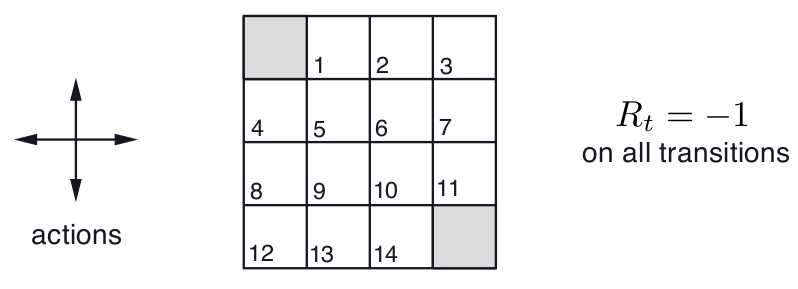 1 2 3
4 5 6 7
8 9 10 11
12 13 14
actions
R_t = −1
on all transitions